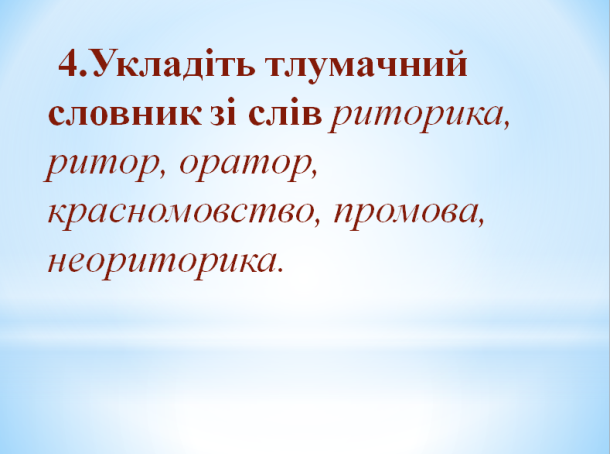 4.Укладіть тлумачний
словник зі слів риторика,
ритор, оратор,
красномовство, промова,
неориторика.